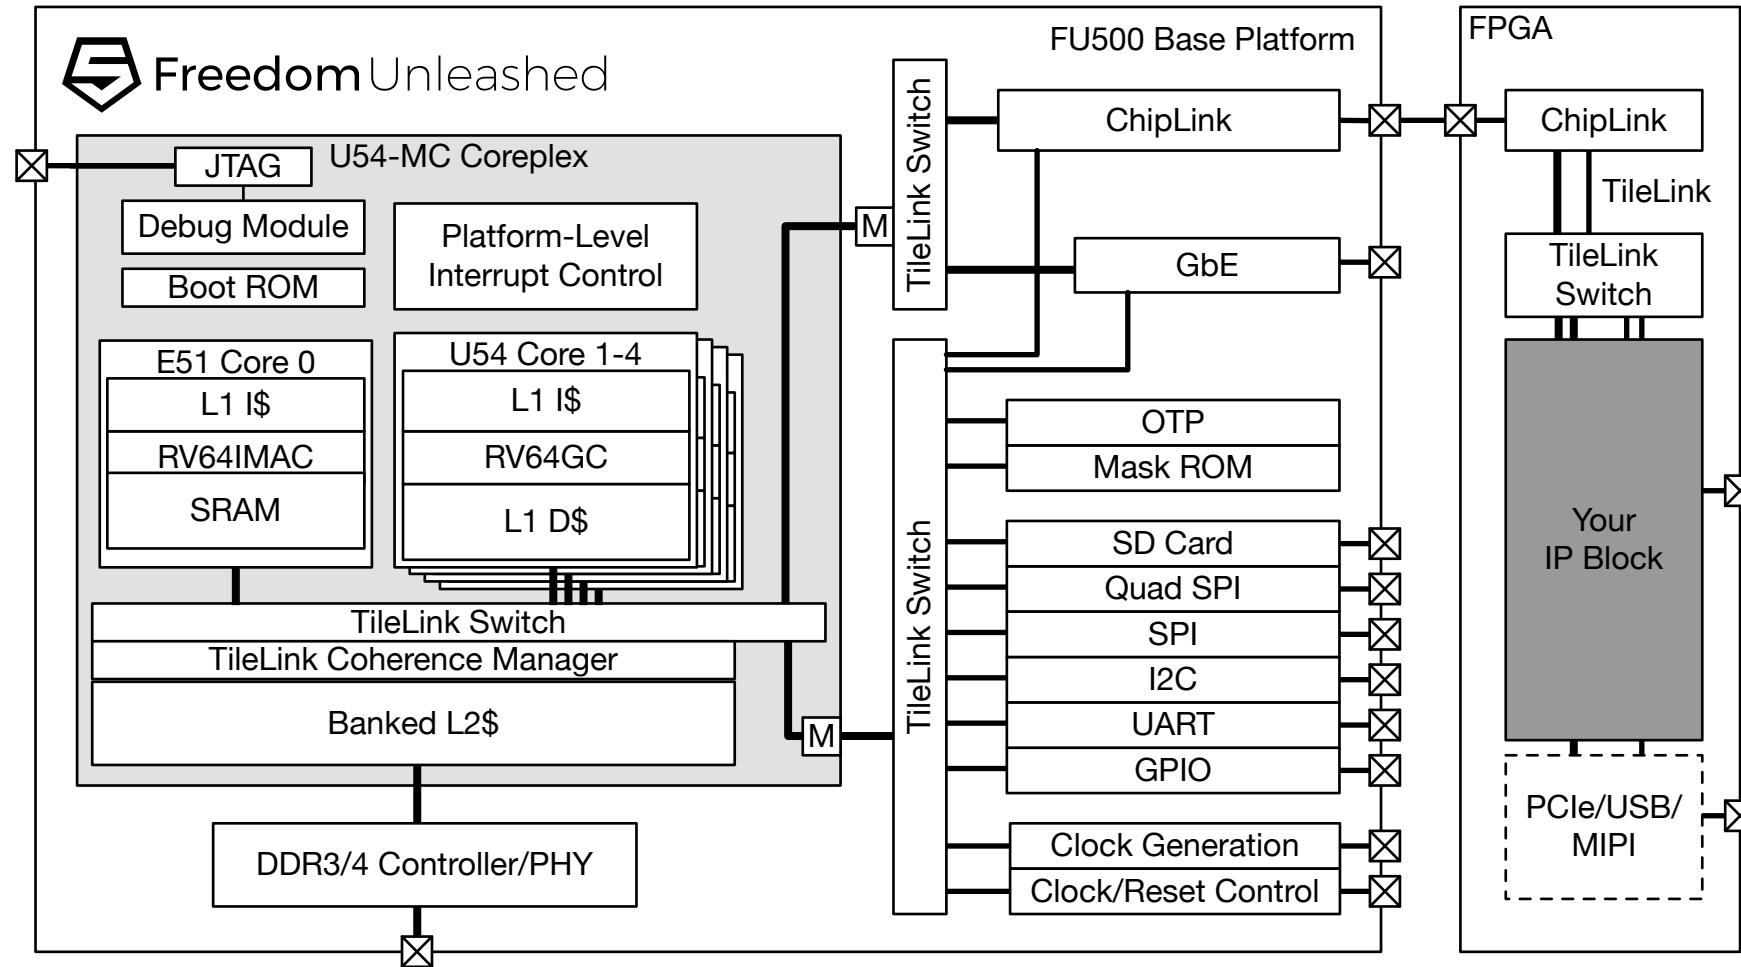 Freedom Unleashed
FU500 Base Platform
FPGA
JTAG
U54-MC Coreplex
Debug Module
Boot ROM
Platform-Level
Interrupt Control
E51 Core 0
L1 I$
RV64IMAC
SRAM
U54 Core 1-4
L1 I$
RV64GC
L1 D$
TileLink Switch
TileLink Coherence Manager
Banked L2$
DDR3/4 Controller/PHY
M
M
TileLink Switch
TileLink Switch
ChipLink
GbE
OTP
Mask ROM
SD Card
Quad SPI
SPI
I2C
UART
GPIO
Clock Generation
Clock/Reset Control
ChipLink
TileLink
TileLink
Switch
Your
IP Block
PCIe/USB/
MIPI